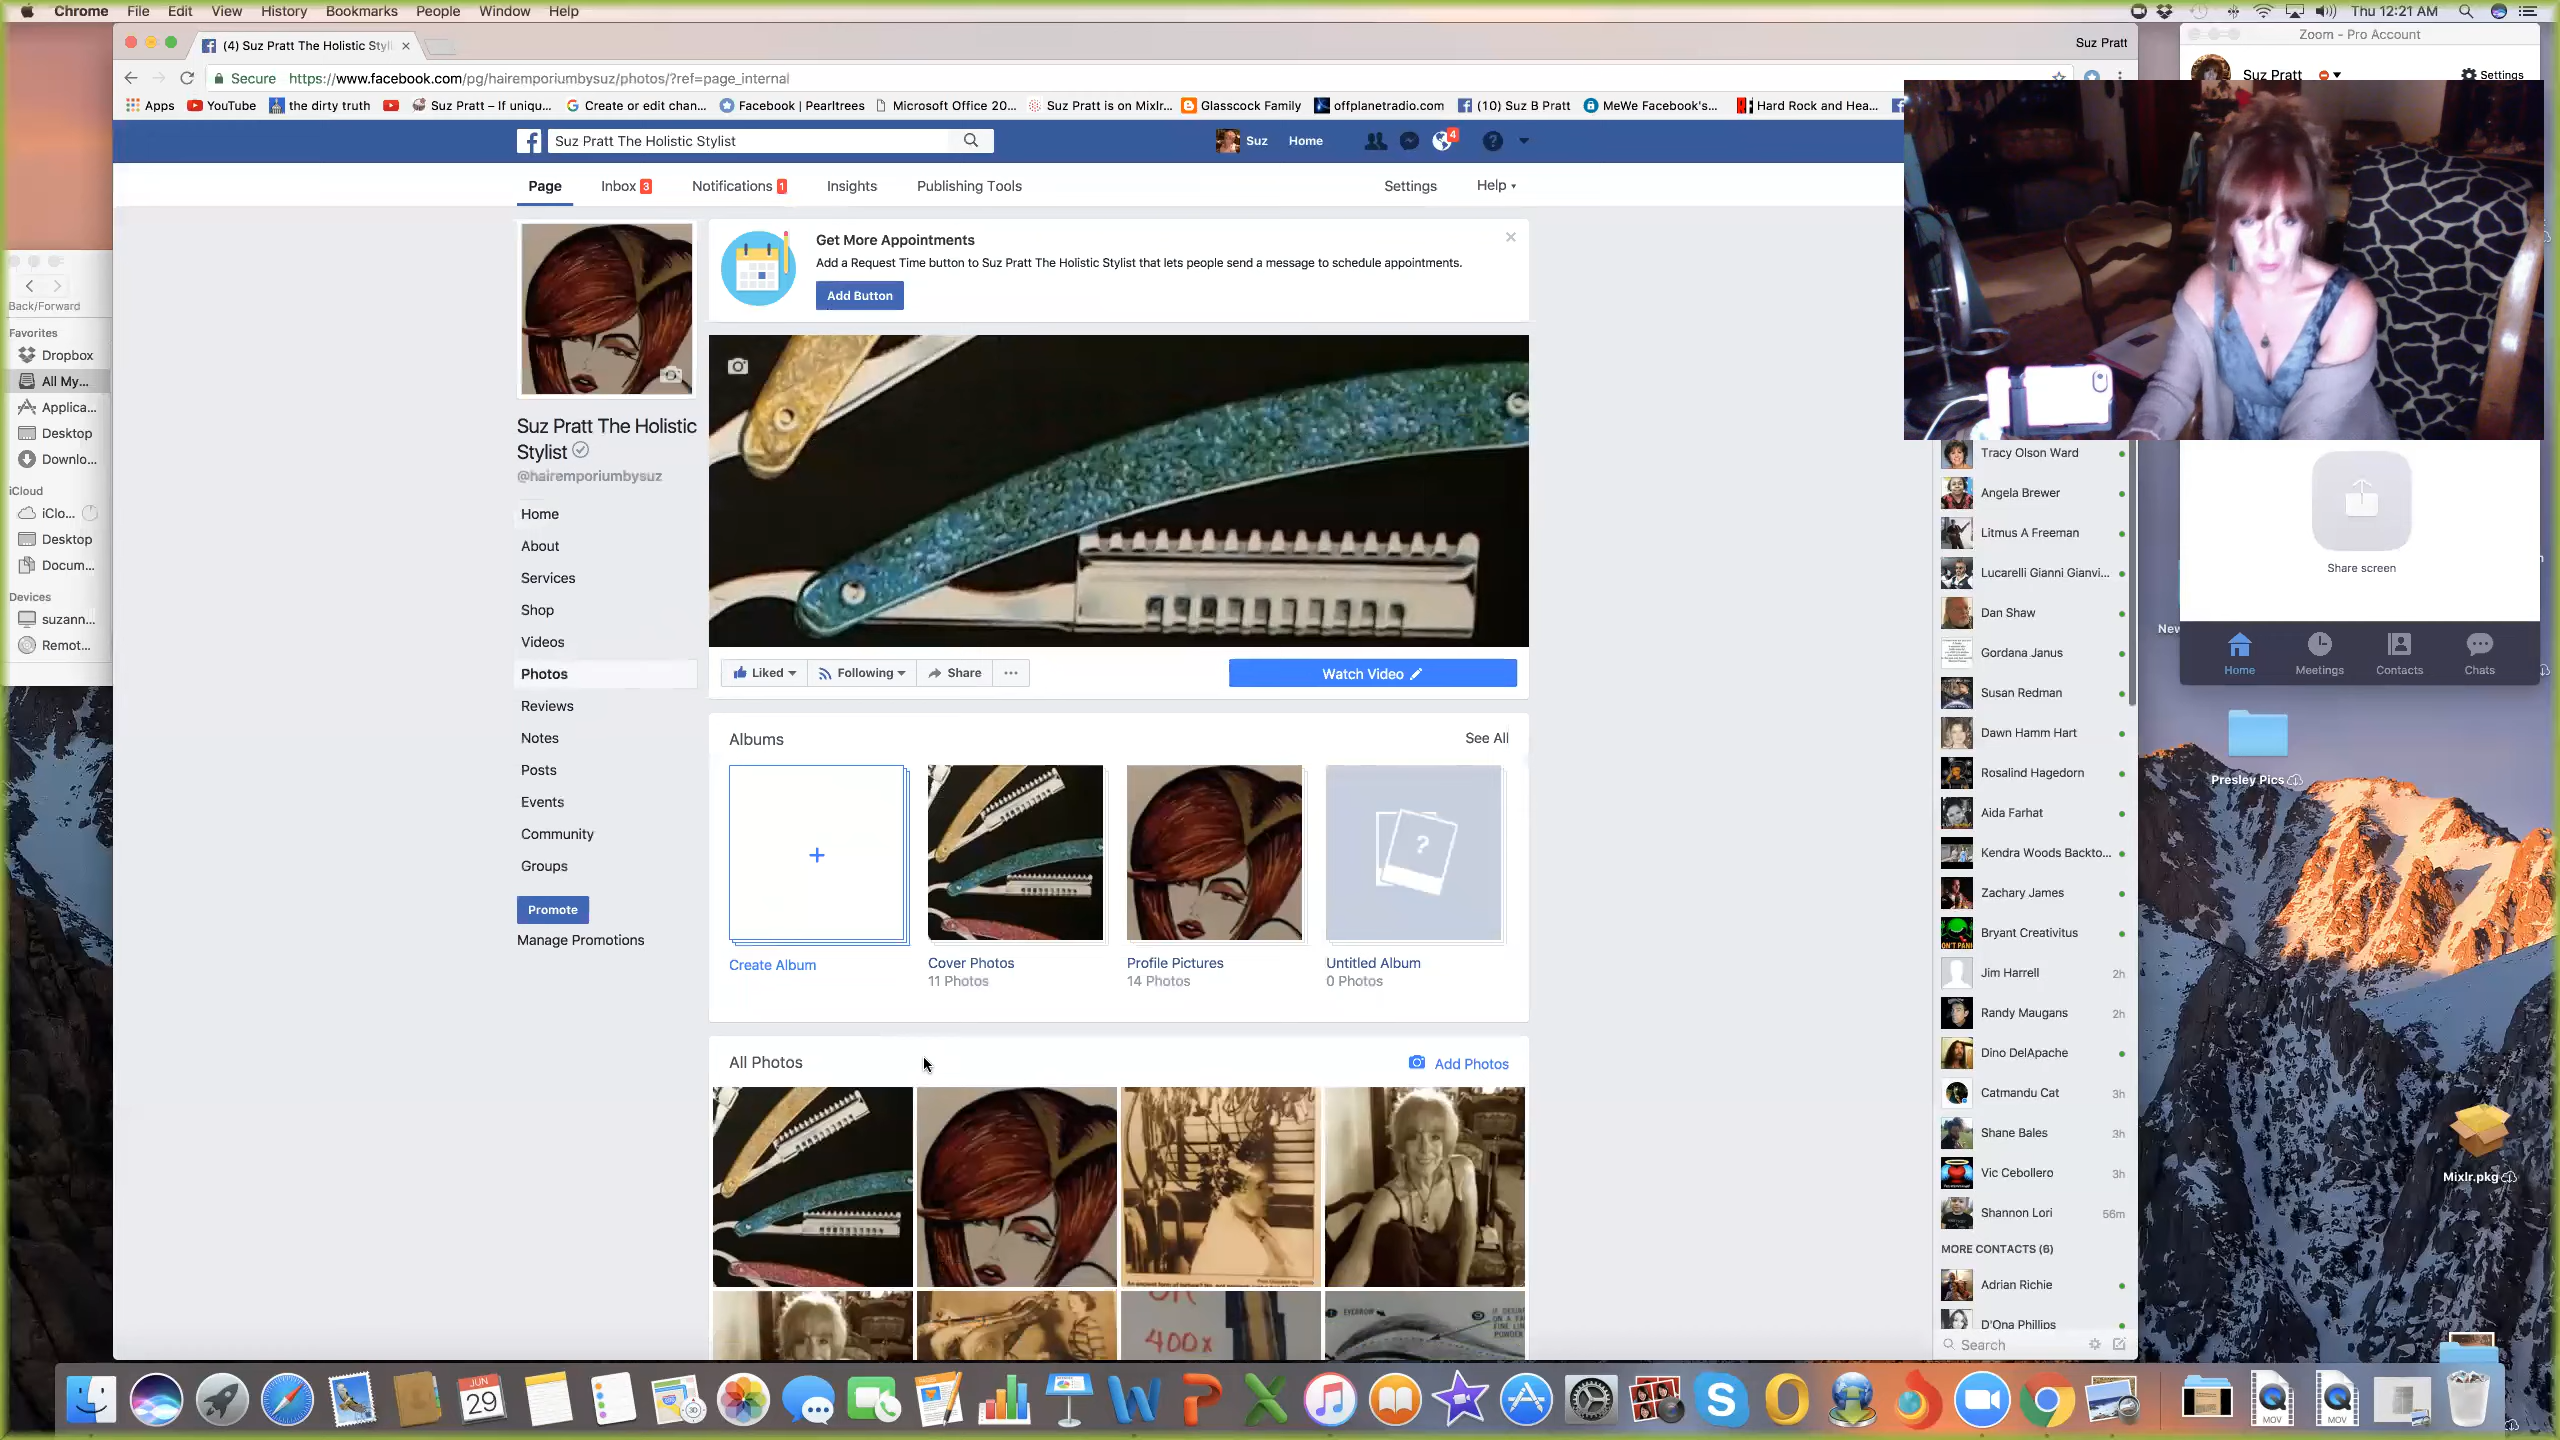 Chrome File Edit View History Bookmarks People Window Help
Thu 12:21 AM
(4) Suz Pratt The Holistic Styl
Suz Pratt
Secure https://www.facebook.com/pg/hairemporiumbysuz/photos/?ref=page_internal
Apps YouTube the dirty truth Suz Pratt – If uniqu... Create or edit chan... Facebook | Pearltrees Microsoft Office 20... Suz Pratt is on Mixlr... Glasscock Family offplanetradio.com (10) Suz B Pratt MeWe Facebook's... Hard Rock and Hea...
Suz Pratt The Holistic Stylist
Suz Home 4
Page Inbox 3 Notifications 1 Insights Publishing Tools Settings Help
Get More Appointments
Add a Request Time button to Suz Pratt The Holistic Stylist that lets people send a message to schedule appointments.
Add Button
Suz Pratt The Holistic
Stylist
@hairemporiumbysuz
Home
About
Services
Shop
Videos
Photos
Reviews
Notes
Posts
Events
Community
Groups
Promote
Manage Promotions
Liked Following Share ... Watch Video
Albums See All
Create Album
Cover Photos
11 Photos
Profile Pictures
14 Photos
?
Untitled Album
0 Photos
All Photos Add Photos
400x
EYEBROW
Back/Forward
Favorites
Dropbox
All My...
Applica...
Desktop
Downlo...
iCloud
iClo...
Desktop
Docum...
Devices
suzann...
Remot...
Tracy Olson Ward
Angela Brewer
Litmus A Freeman
Lucarelli Gianni Gianvi...
Dan Shaw
Gordana Janus
Susan Redman
Dawn Hamm Hart
Rosalind Hagedorn
Aida Farhat
Kendra Woods Backto...
Zachary James
Bryant Creativitus
Jim Harrell 2h
Randy Maugans 2h
Dino DelApache
Catmandu Cat 3h
Shane Bales 3h
Vic Cebollero 3h
Shannon Lori 56m
MORE CONTACTS (6)
Adrian Richie
D'Ona Phillips
Search
Zoom - Pro Account
Suz Pratt Settings
Share screen
Home Meetings Contacts Chats
New
Presley Pics
Mixlr.pkg
JUN
29
3D
MOV
MOV